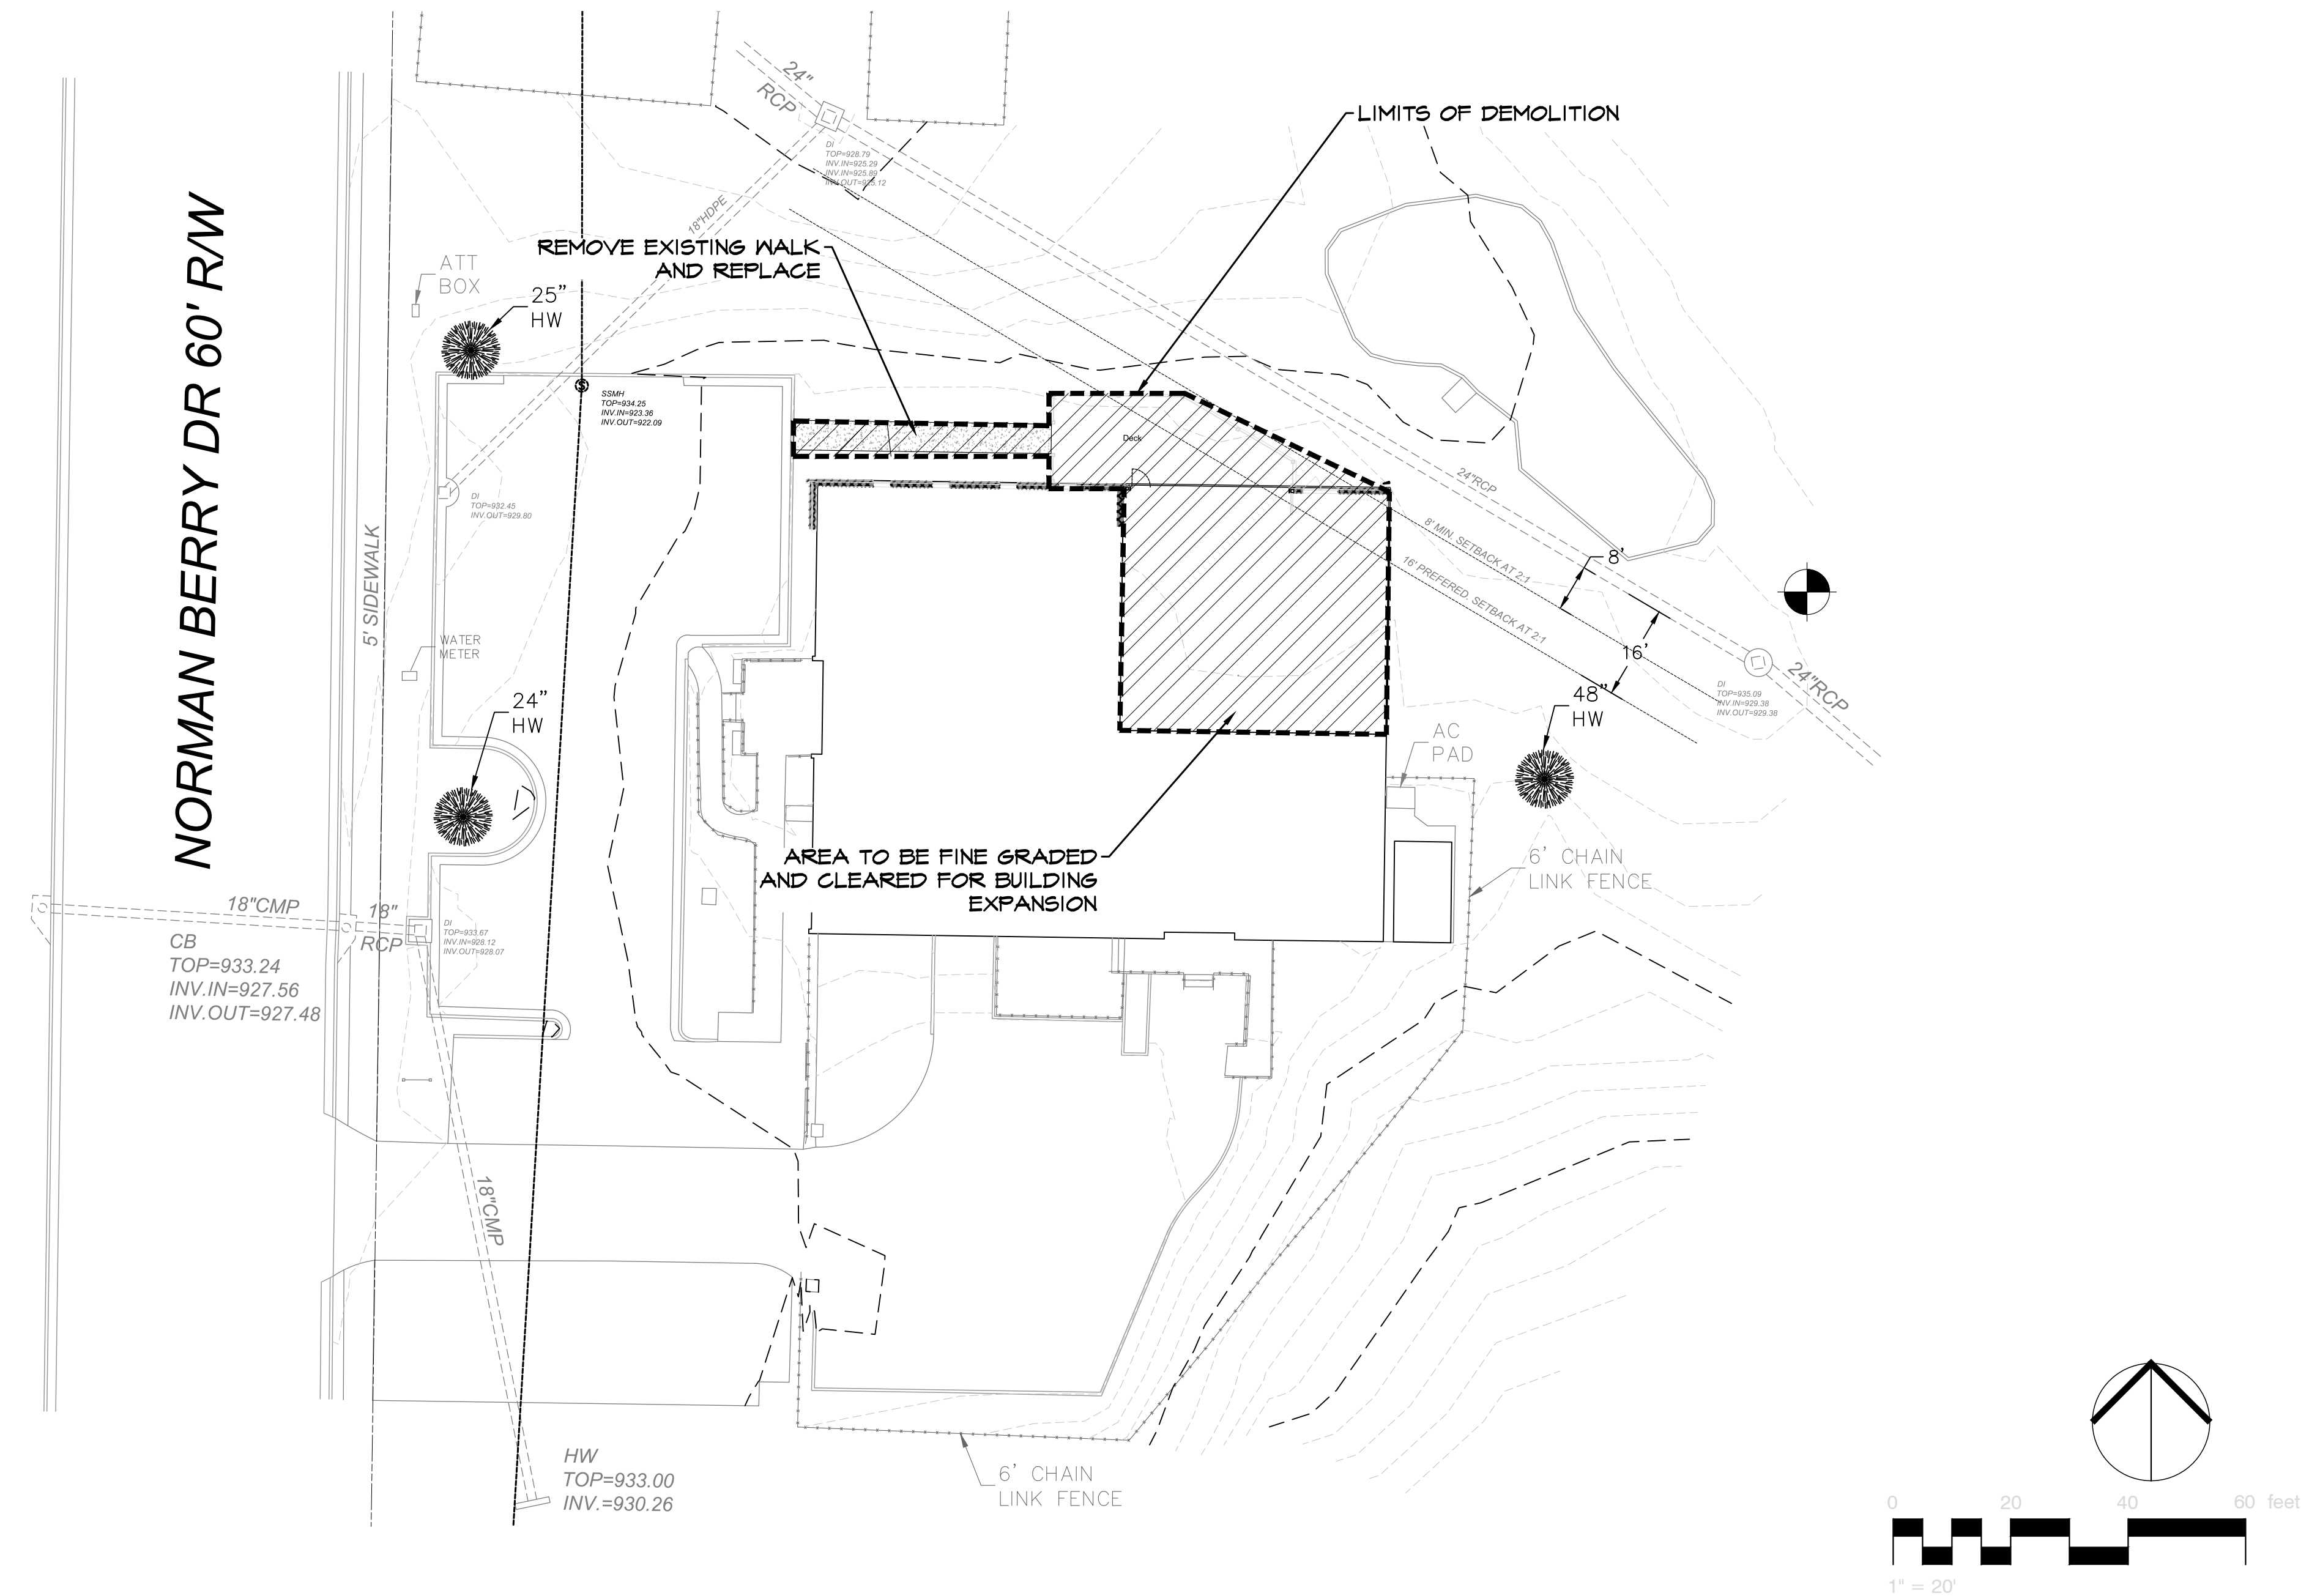 24"
RCP
LIMITS OF DEMOLITION
DI
TOP=928.79
INV.IN=925.29
INV.IN=925.89
INV.OUT=925.12
18"HDPE
REMOVE EXISTING WALK
AND REPLACE
ATT
BOX
25"
HW
NORMAN BERRY DR 60' R/W
S
SSMH
TOP=934.25
INV.IN=923.36
INV.OUT=922.09
Deck
24"RCP
DI
TOP=932.45
INV.OUT=929.80
8' MIN. SETBACK AT 2:1
16' PREFERED. SETBACK AT 2:1
8'
16'
5' SIDEWALK
WATER
METER
24"
HW
48"
HW
DI
TOP=935.09
INV.IN=929.38
INV.OUT=929.38
24"RCP
AC
PAD
AREA TO BE FINE GRADED
AND CLEARED FOR BUILDING
EXPANSION
6' CHAIN
LINK FENCE
18"CMP
18"
RCP
DI
TOP=933.67
INV.IN=928.12
INV.OUT=928.07
CB
TOP=933.24
INV.IN=927.56
INV.OUT=927.48
18"CMP
HW
TOP=933.00
INV.=930.26
6' CHAIN
LINK FENCE
0 20 40 60 feet
1" = 20'